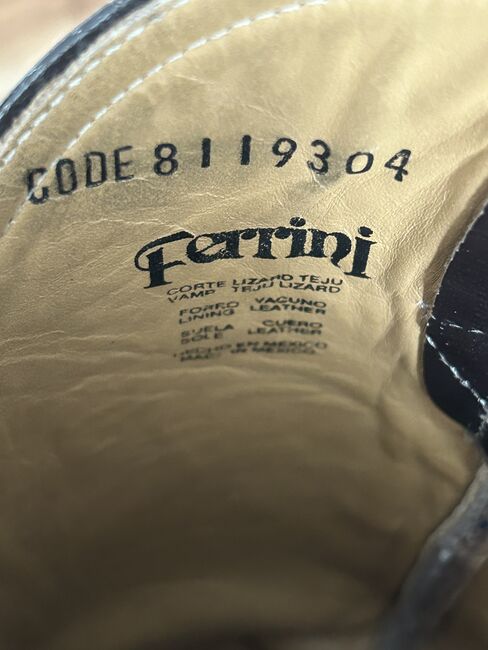 CODE 8119304
Ferrini
CORTE LIZARD TEJU
VAMP TEJU LIZARD
FORRO VACUNO
LINING LEATHER
SUELA CUERO
SOLE LEATHER
HECHO EN MEXICO
MADE IN MEXICO